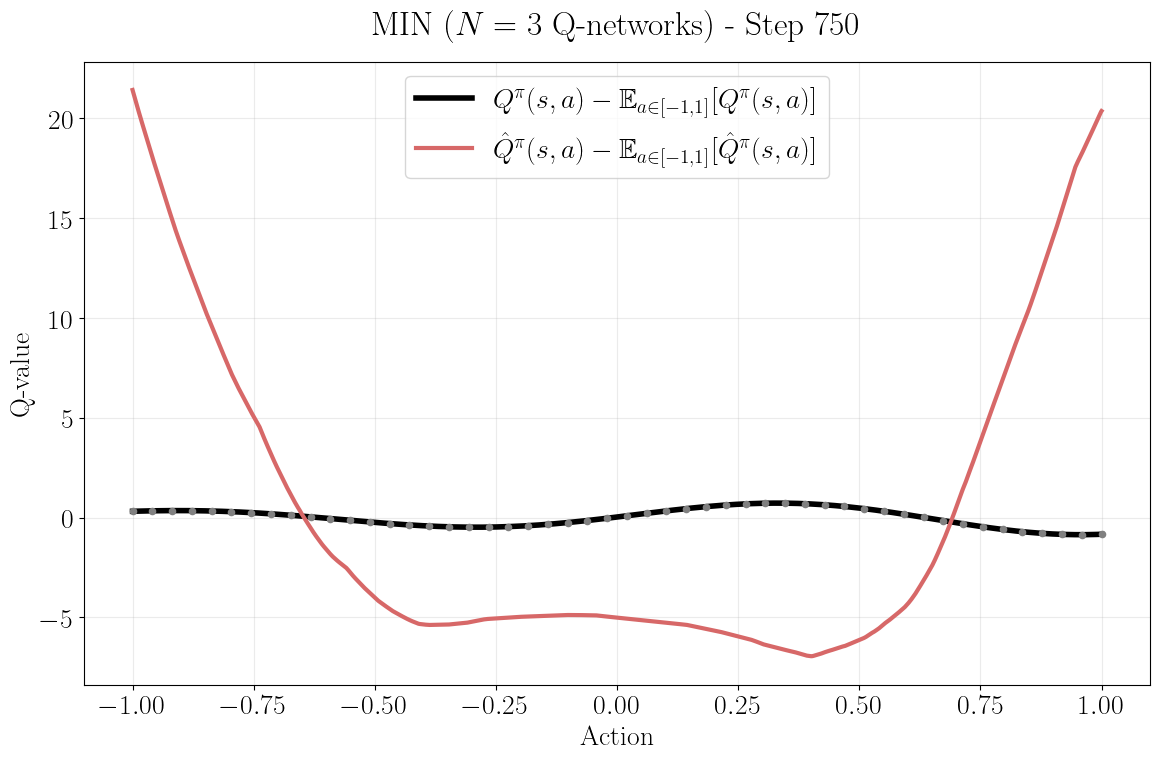 MIN (N = 3 Q-networks) - Step 750
Q^π(s, a) − 𝔼_{a∈[−1,1]}[Q^π(s, a)]
Q̂^π(s, a) − 𝔼_{a∈[−1,1]}[Q̂^π(s, a)]
20
15
10
5
0
−5
Q-value
−1.00 −0.75 −0.50 −0.25 0.00 0.25 0.50 0.75 1.00
Action